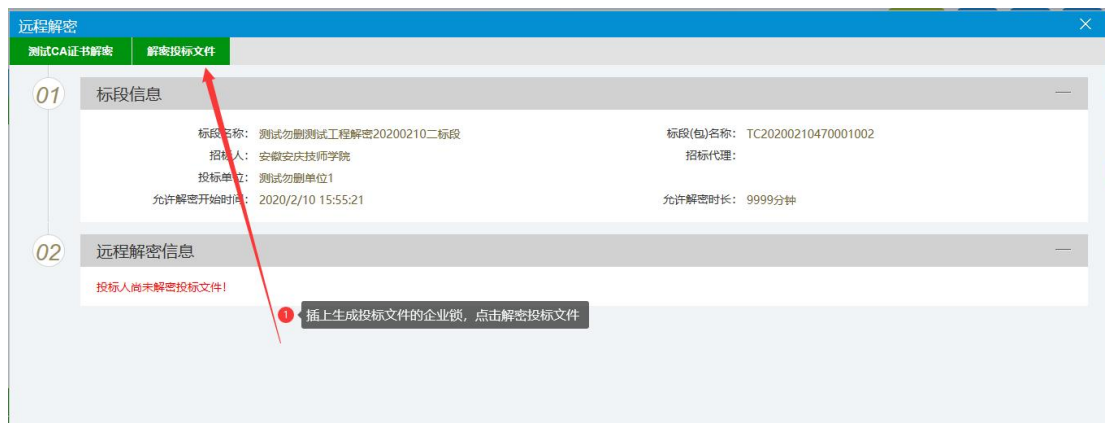 远程解密
测试CA证书解密 解密投标文件
01 标段信息
标段名称: 测试勿删测试工程解密20200210二标段 标段(包)名称: TC20200210470001002
招标人: 安徽安庆技师学院 招标代理:
投标单位: 测试勿删单位1
允许解密开始时间: 2020/2/10 15:55:21 允许解密时长: 9999分钟
02 远程解密信息
投标人尚未解密投标文件!
1 插上生成投标文件的企业锁，点击解密投标文件